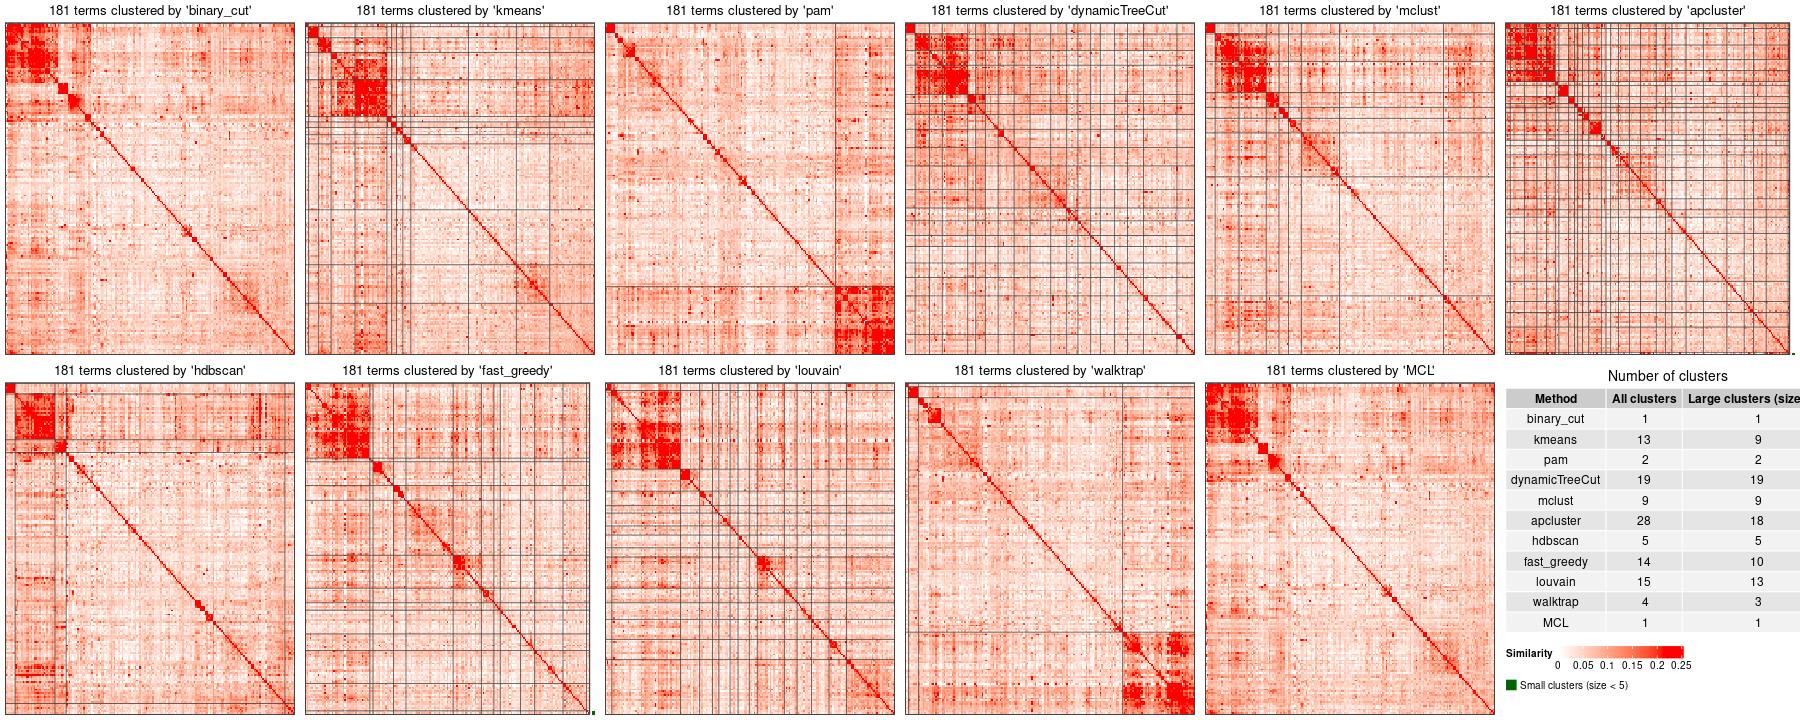 181 terms clustered by 'binary_cut'
181 terms clustered by 'kmeans'
181 terms clustered by 'pam'
181 terms clustered by 'dynamicTreeCut'
181 terms clustered by 'mclust'
181 terms clustered by 'apcluster'
181 terms clustered by 'hdbscan'
181 terms clustered by 'fast_greedy'
181 terms clustered by 'louvain'
181 terms clustered by 'walktrap'
181 terms clustered by 'MCL'
Number of clusters
Method All clusters Large clusters (size
binary_cut 1 1
kmeans 13 9
pam 2 2
dynamicTreeCut 19 19
mclust 9 9
apcluster 28 18
hdbscan 5 5
fast_greedy 14 10
louvain 15 13
walktrap 4 3
MCL 1 1
Similarity
0 0.05 0.1 0.15 0.2 0.25
Small clusters (size < 5)